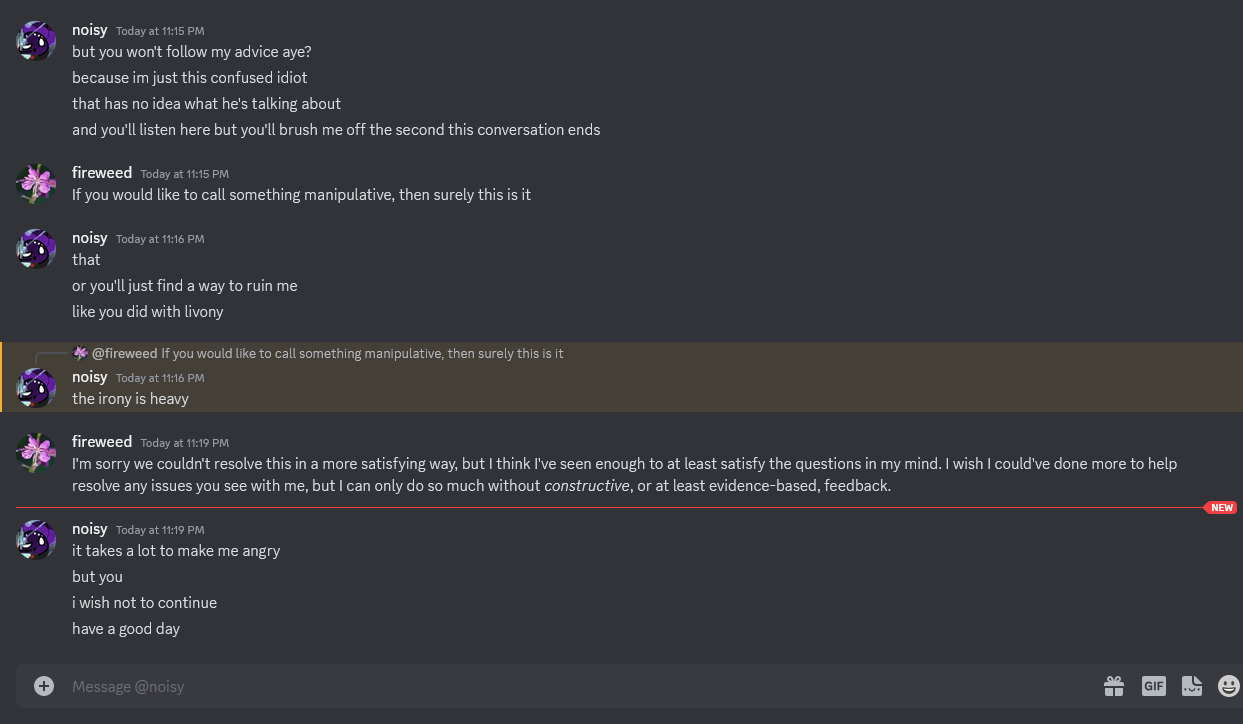 noisy Today at 11:15 PM
but you won't follow my advice aye?
because im just this confused idiot
that has no idea what he's talking about
and you'll listen here but you'll brush me off the second this conversation ends
fireweed Today at 11:15 PM
If you would like to call something manipulative, then surely this is it
noisy Today at 11:16 PM
that
or you'll just find a way to ruin me
like you did with livony
@fireweed If you would like to call something manipulative, then surely this is it
noisy Today at 11:16 PM
the irony is heavy
fireweed Today at 11:19 PM
I'm sorry we couldn't resolve this in a more satisfying way, but I think I've seen enough to at least satisfy the questions in my mind. I wish I could've done more to help
resolve any issues you see with me, but I can only do so much without constructive, or at least evidence-based, feedback.
NEW
noisy Today at 11:19 PM
it takes a lot to make me angry
but you
i wish not to continue
have a good day
Message @noisy
GIF